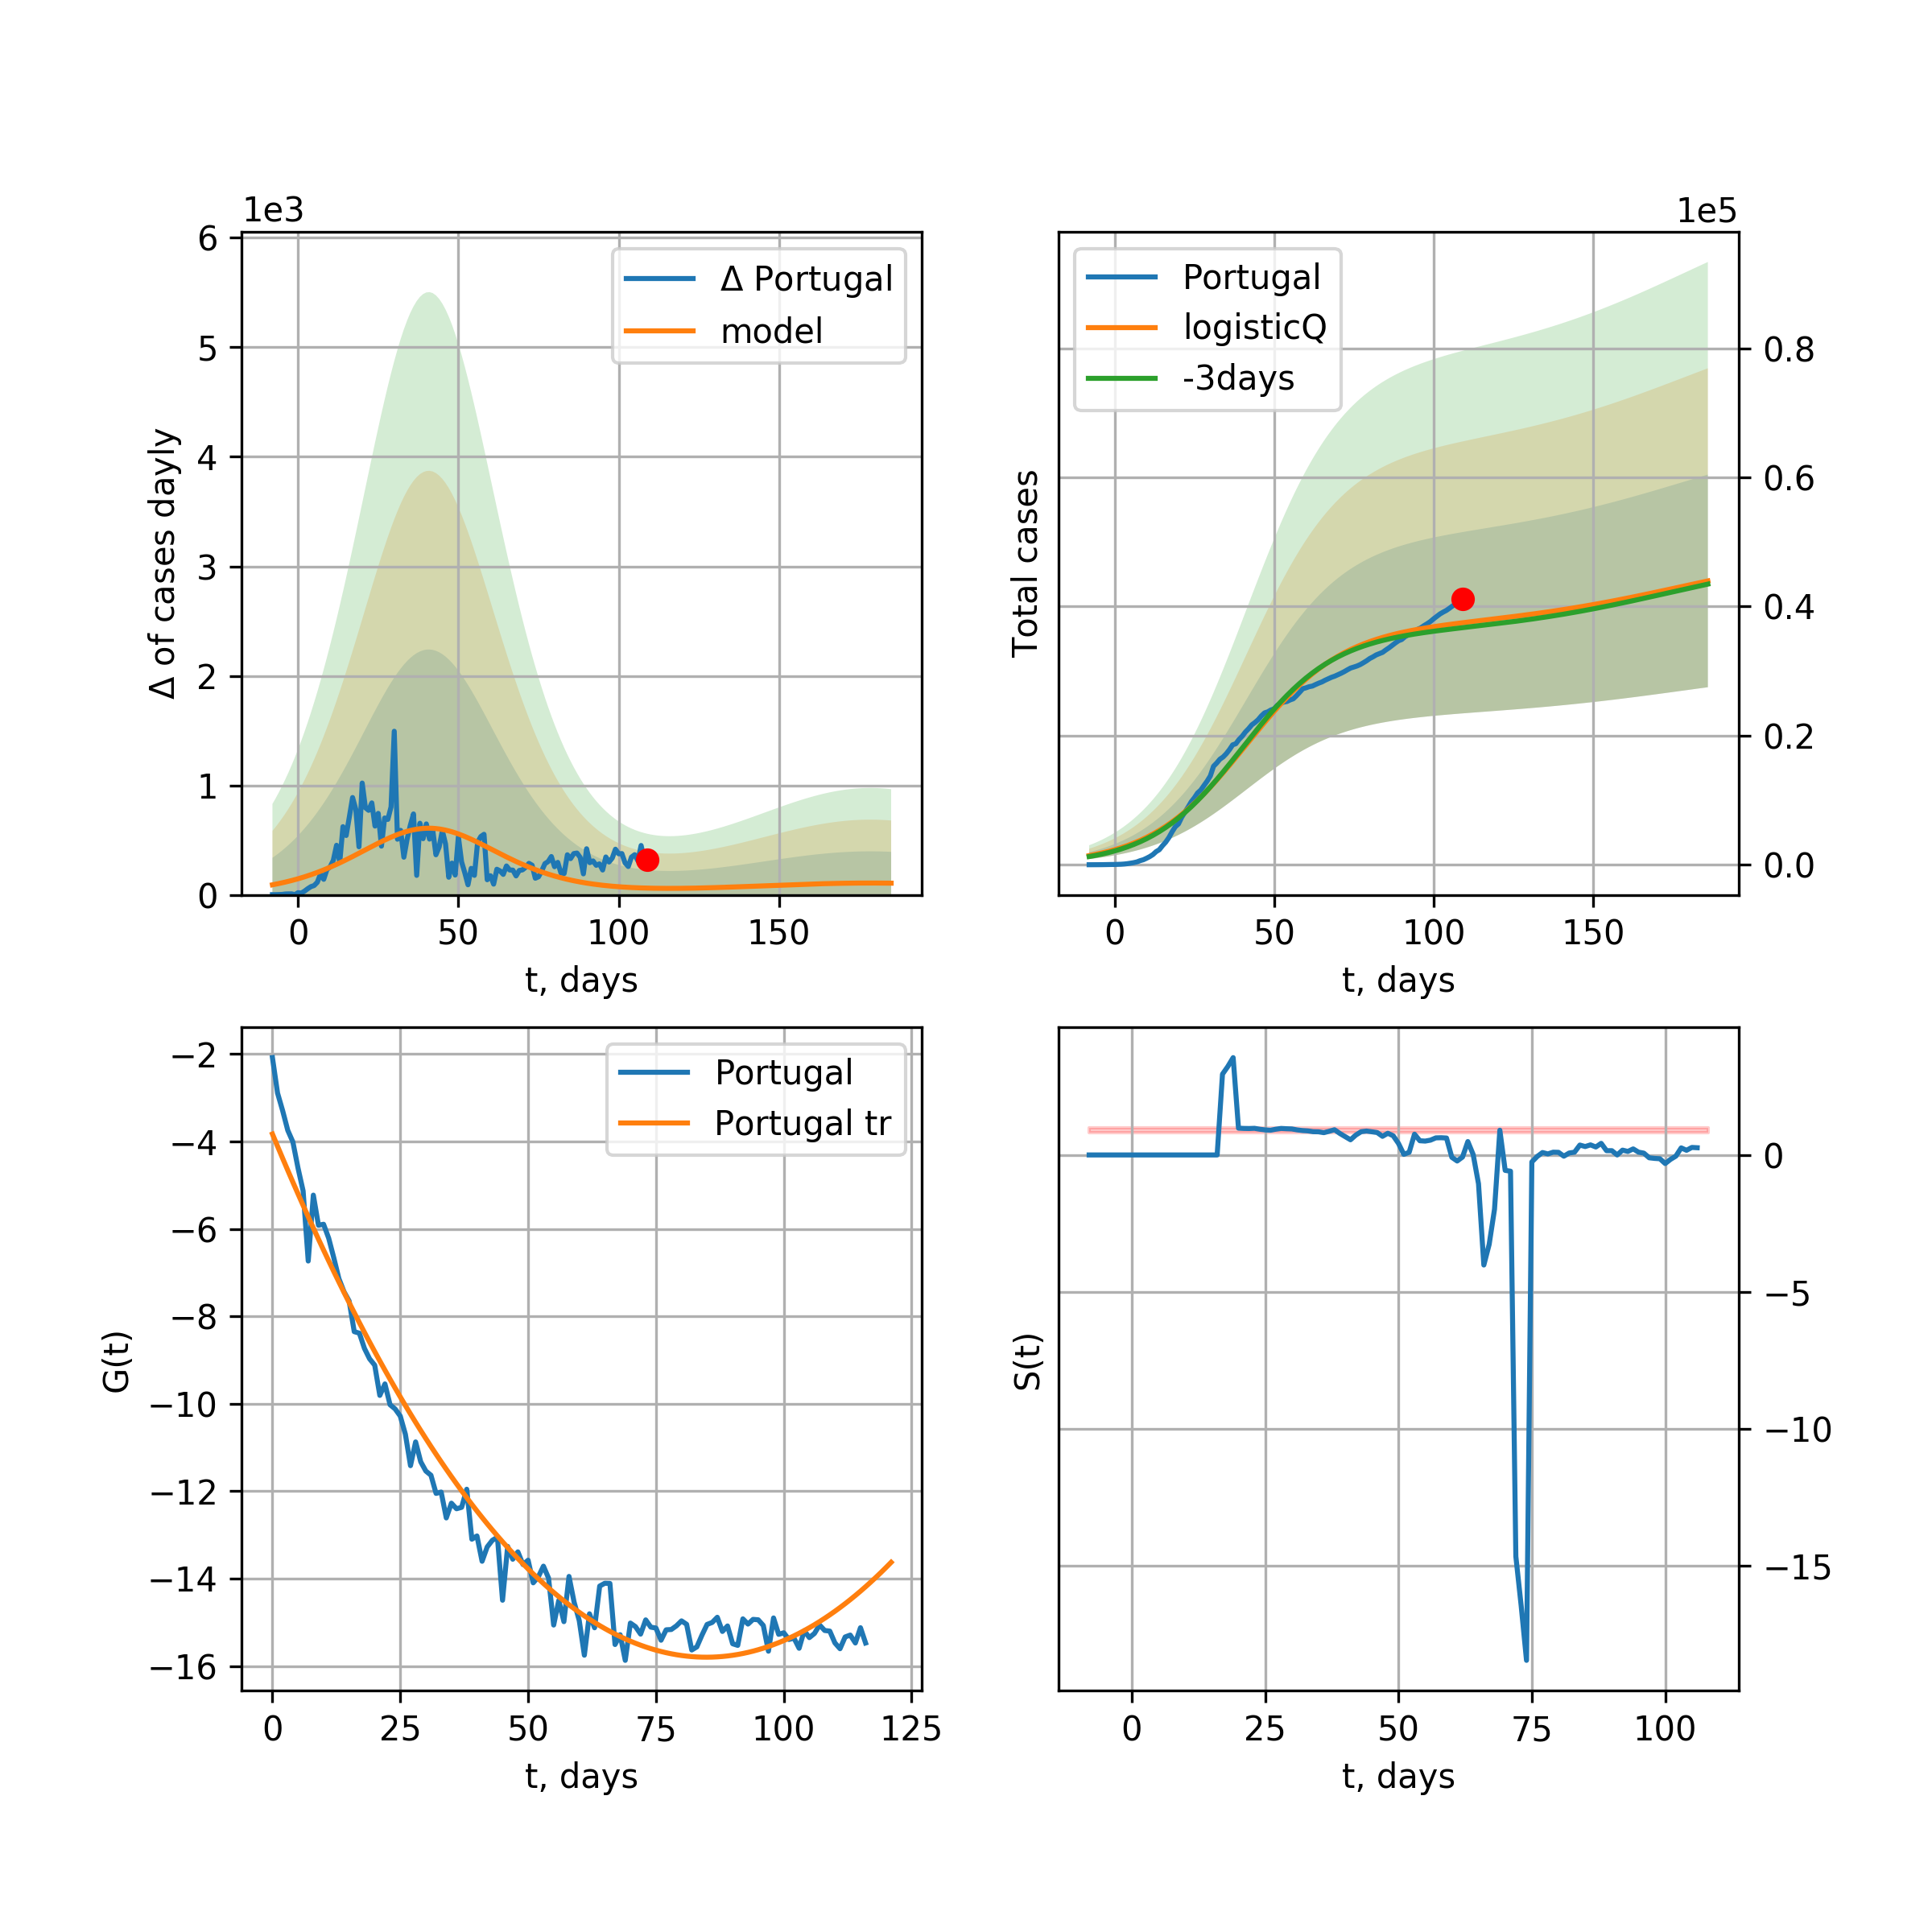 1e3
6
5
4
3
2
1
0
Δ of cases dayly
Δ Portugal
model
0 50 100 150
t, days
1e5
Portugal
logisticQ
-3days
Total cases
0.8
0.6
0.4
0.2
0.0
0 50 100 150
t, days
−2
−4
−6
−8
−10
−12
−14
−16
G(t)
Portugal
Portugal tr
0 25 50 75 100 125
t, days
S(t)
0
−5
−10
−15
0 25 50 75 100
t, days